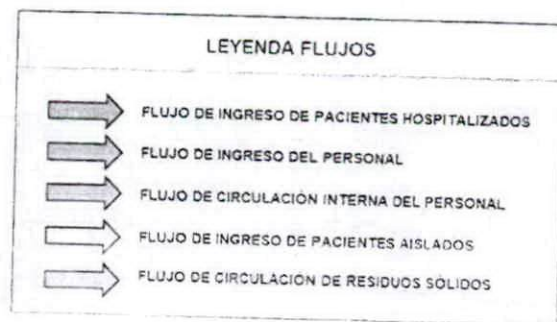 LEYENDA FLUJOS
FLUJO DE INGRESO DE PACIENTES HOSPITALIZADOS
FLUJO DE INGRESO DEL PERSONAL
FLUJO DE CIRCULACIÓN INTERNA DEL PERSONAL
FLUJO DE INGRESO DE PACIENTES AISLADOS
FLUJO DE CIRCULACIÓN DE RESIDUOS SÓLIDOS